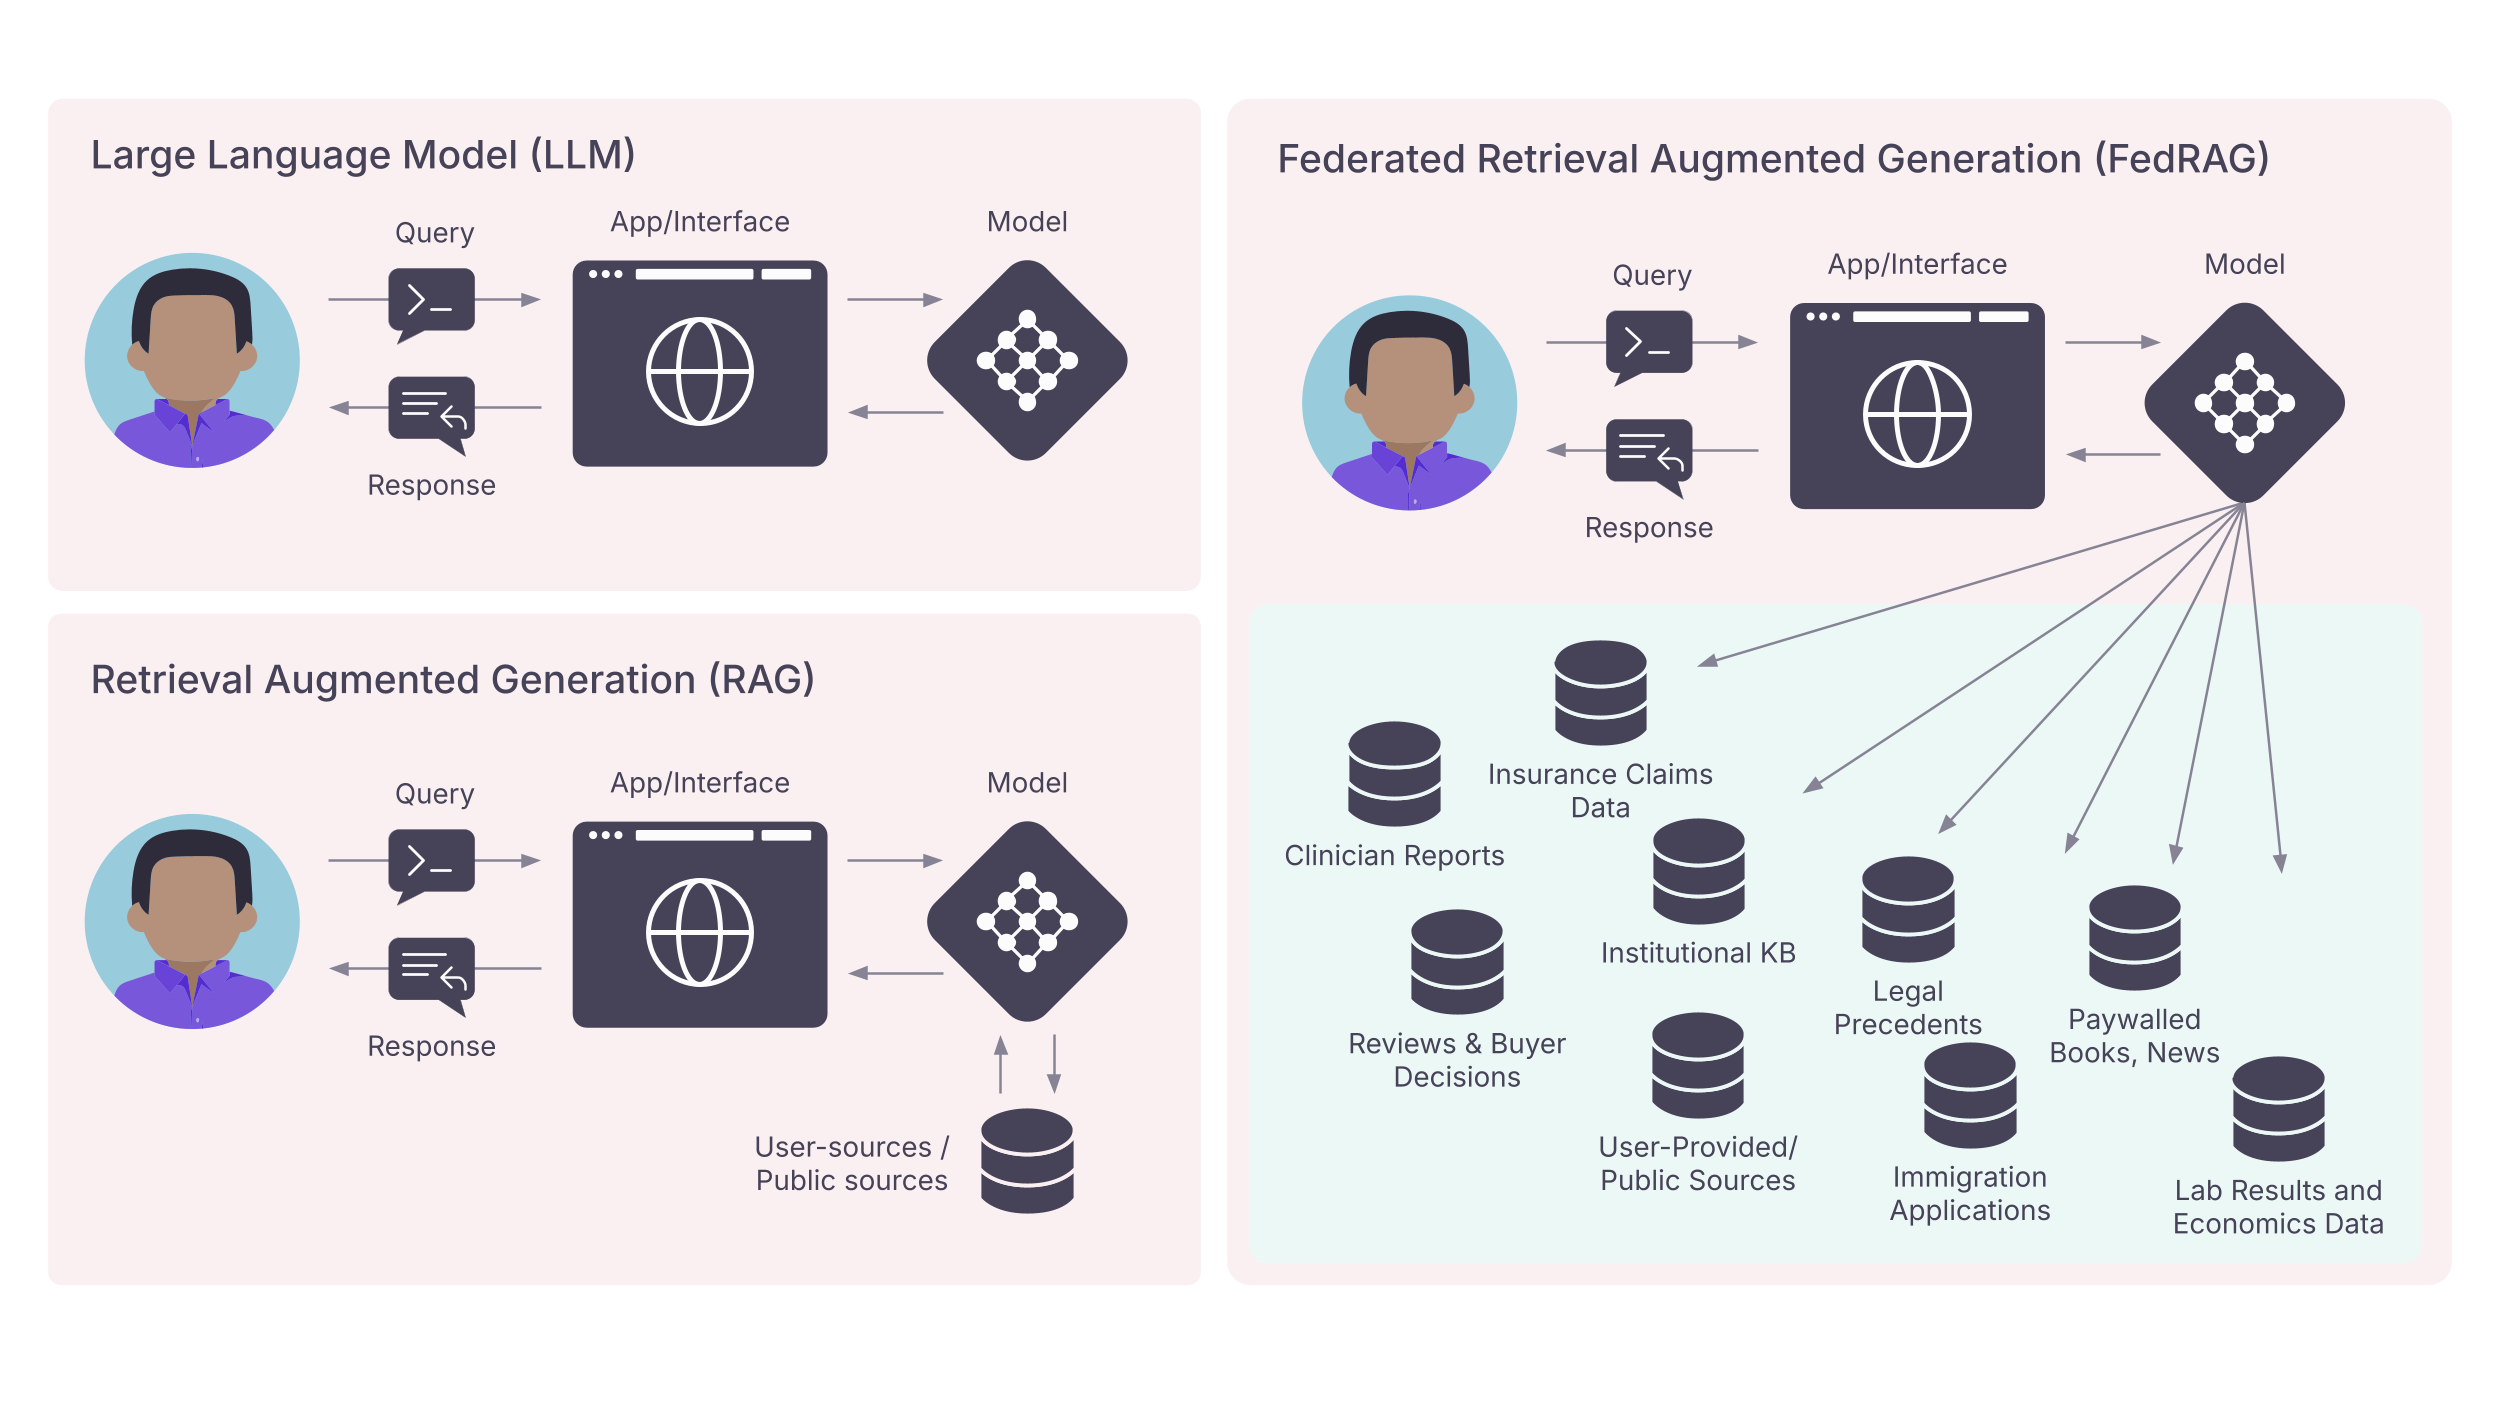 Large Language Model (LLM)
Query
App/Interface
Model
Response
Retrieval Augmented Generation (RAG)
Query
App/Interface
Model
Response
User-sources /
Public sources
Federated Retrieval Augmented Generation (FedRAG)
Query
App/Interface
Model
Response
Insurance Claims
Data
Clinician Reports
Institutional KB
Legal
Precedents
Paywalled
Books, News
Reviews & Buyer
Decisions
User-Provided/
Public Sources
Immigration
Applications
Lab Results and
Economics Data